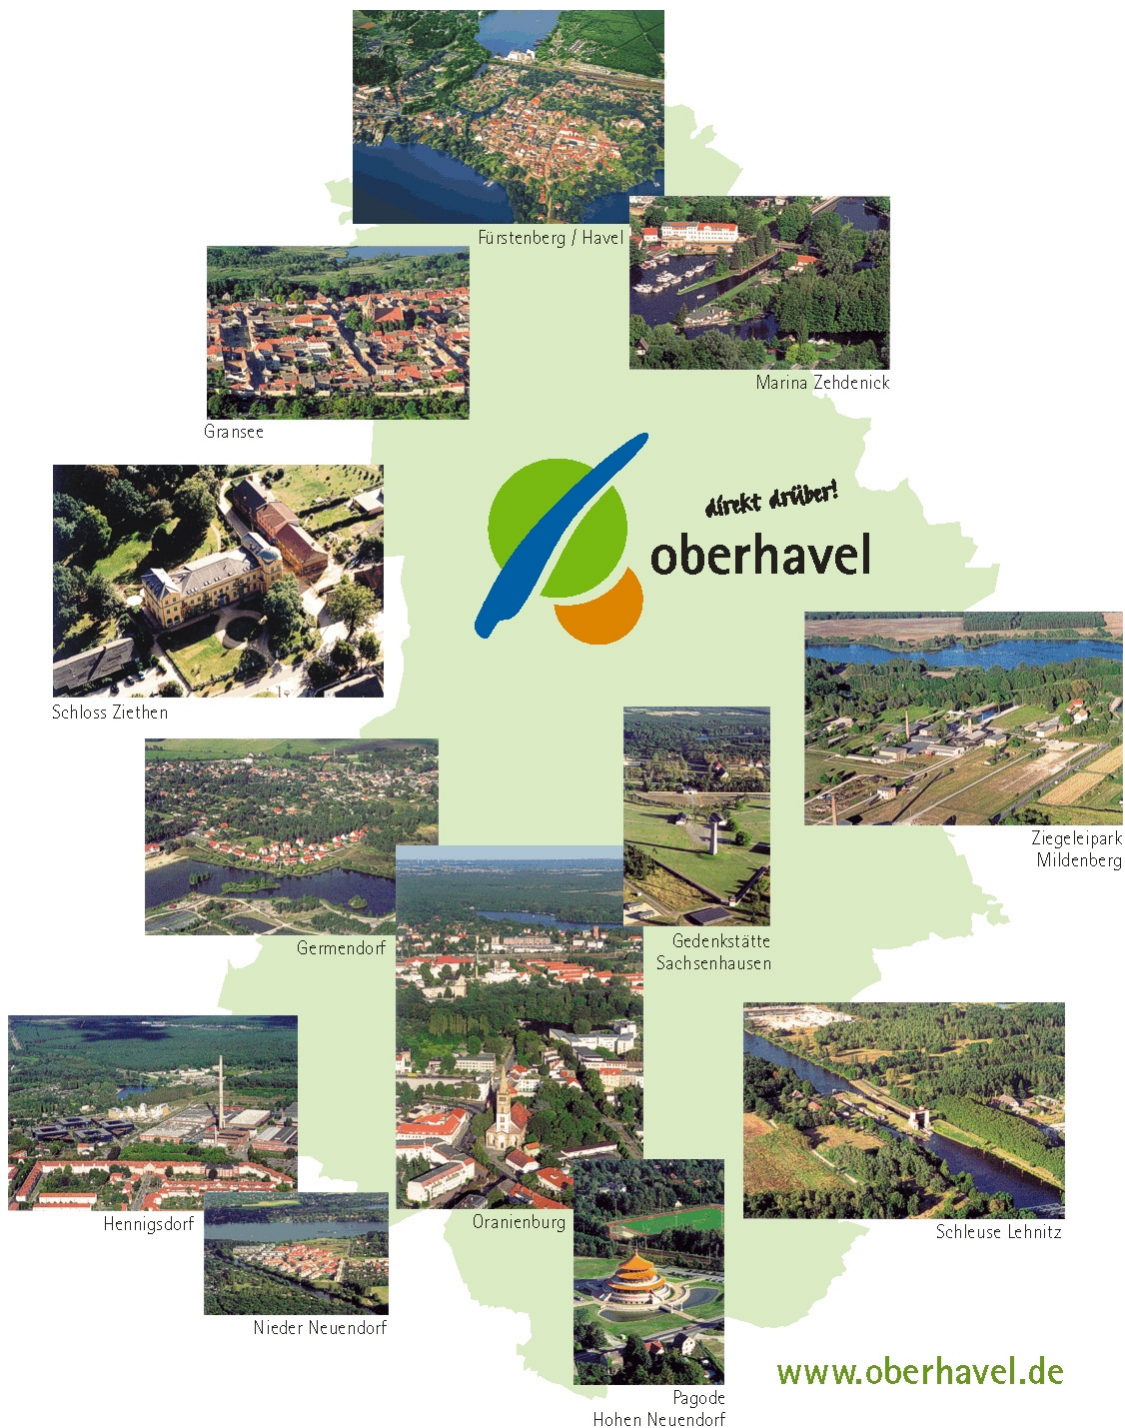 Fürstenberg / Havel
Marina Zehdenick
Gransee
direkt drüber!
oberhavel
Schloss Ziethen
Ziegeleipark
Mildenberg
Germendorf
Gedenkstätte
Sachsenhausen
Hennigsdorf
Oranienburg
Schleuse Lehnitz
Nieder Neuendorf
www.oberhavel.de
Pagode
Hohen Neuendorf